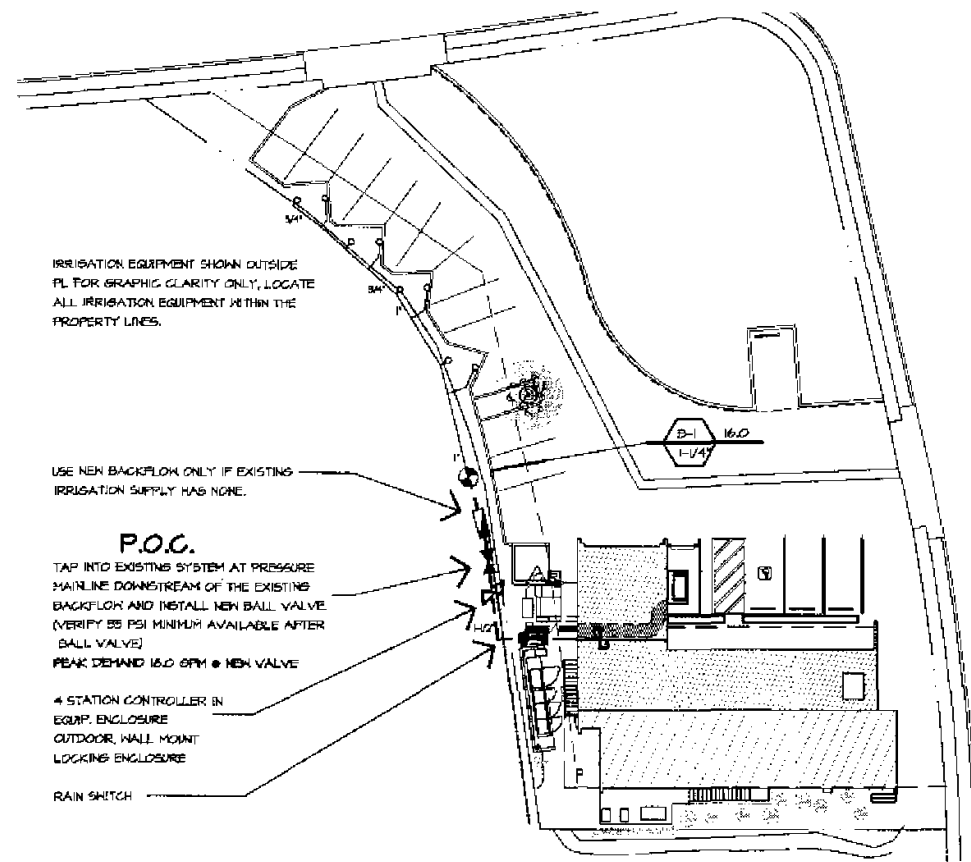 3/4"
IRRIGATION EQUIPMENT SHOWN OUTSIDE
PL FOR GRAPHIC CLARITY ONLY, LOCATE
ALL IRRIGATION EQUIPMENT WITHIN THE
PROPERTY LINES.
3/4"
1"
B-1 16.0
1-1/4"
1"
USE NEW BACKFLOW ONLY IF EXISTING
IRRIGATION SUPPLY HAS NONE.
P.O.C.
TAP INTO EXISTING SYSTEM AT PRESSURE
MAINLINE DOWNSTREAM OF THE EXISTING
BACKFLOW AND INSTALL NEW BALL VALVE
(VERIFY 55 PSI MINIMUM AVAILABLE AFTER
BALL VALVE)
PEAK DEMAND 16.0 GPM @ NEW VALVE
1-1/2"
4 STATION CONTROLLER IN
EQUIP. ENCLOSURE
OUTDOOR, WALL MOUNT
LOCKING ENCLOSURE
RAIN SWITCH